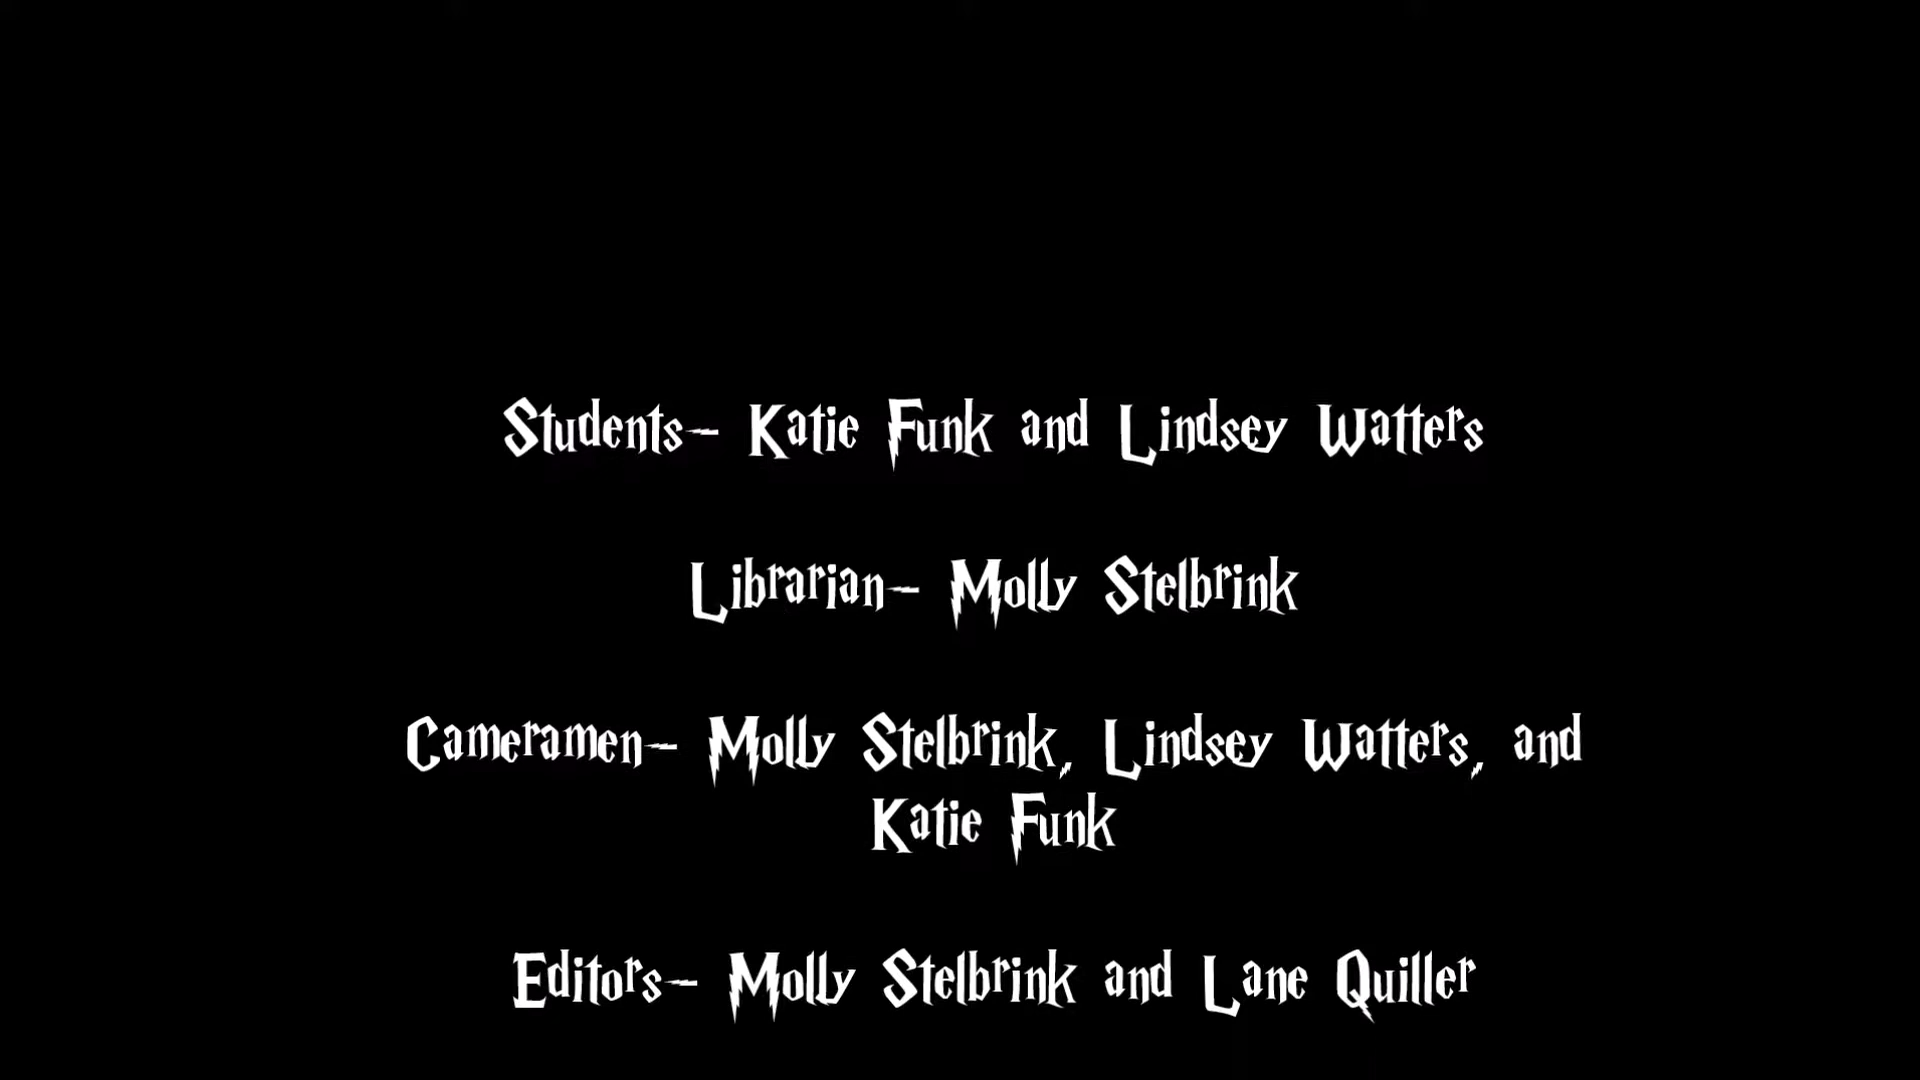 Students- Katie Funk and Lindsey Watters
Librarian- Molly Stelbrink
Cameramen- Molly Stelbrink, Lindsey Watters, and
Katie Funk
Editors- Molly Stelbrink and Lane Quiller